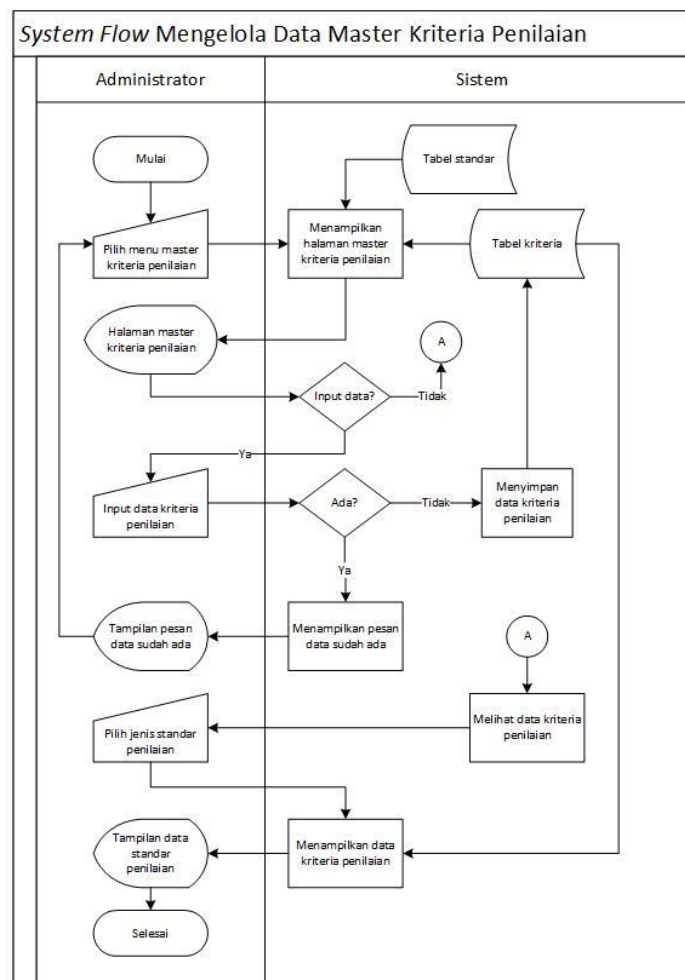 System Flow Mengelola Data Master Kriteria Penilaian
Administrator
Sistem
Mulai
Tabel standar
Pilih menu master
kriteria penilaian
Menampilkan
halaman master
kriteria penilaian
Tabel kriteria
Halaman master
kriteria penilaian
A
Input data?
Tidak
Ya
Input data kriteria
penilaian
Ada?
Tidak
Menyimpan
data kriteria
penilaian
Ya
Tampilan pesan
data sudah ada
Menampilkan pesan
data sudah ada
A
Pilih jenis standar
penilaian
Melihat data kriteria
penilaian
Tampilan data
standar
penilaian
Menampilkan data
kriteria penilaian
Selesai